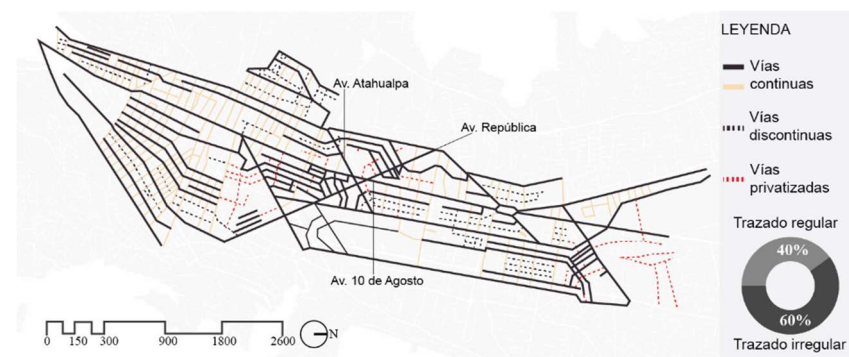 LEYENDA
Vías
continuas
Vías
discontinuas
Vías
privatizadas
Trazado regular
40%
60%
Trazado irregular
Av. Atahualpa
Av. República
Av. 10 de Agosto
0 150 300 900 1800 2600
N